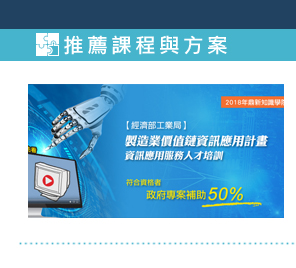 推薦課程與方案
2018年最新知識學
【經濟部工業局】
製造業價值鏈資訊應用計畫
資訊應用服務人才培訓
符合資格者
政府專案補助50%